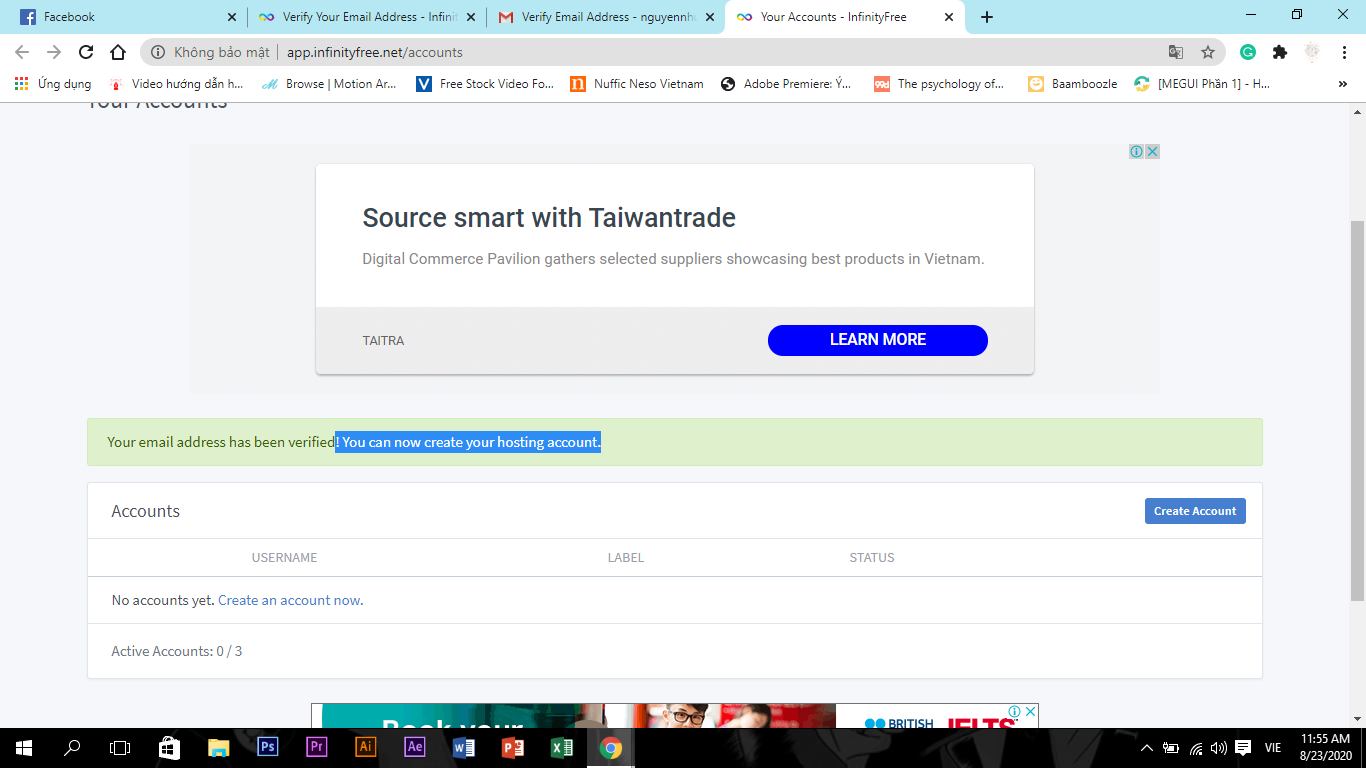 Facebook
Verify Your Email Address - Infinit
Verify Email Address - nguyennhu
Your Accounts - InfinityFree
Không bảo mật
app.infinityfree.net/accounts
Ứng dụng
Video hướng dẫn h...
Browse | Motion Ar...
Free Stock Video Fo...
Nuffic Neso Vietnam
Adobe Premiere: Ý...
The psychology of...
Baamboozle
[MEGUI Phần 1] - H...
Your Accounts
Source smart with Taiwantrade
Digital Commerce Pavilion gathers selected suppliers showcasing best products in Vietnam.
TAITRA
LEARN MORE
Your email address has been verified! You can now create your hosting account.
Accounts
Create Account
USERNAME
LABEL
STATUS
No accounts yet. Create an account now.
Active Accounts: 0 / 3
Book your
BRITISH
IELTS
VIE
11:55 AM
8/23/2020